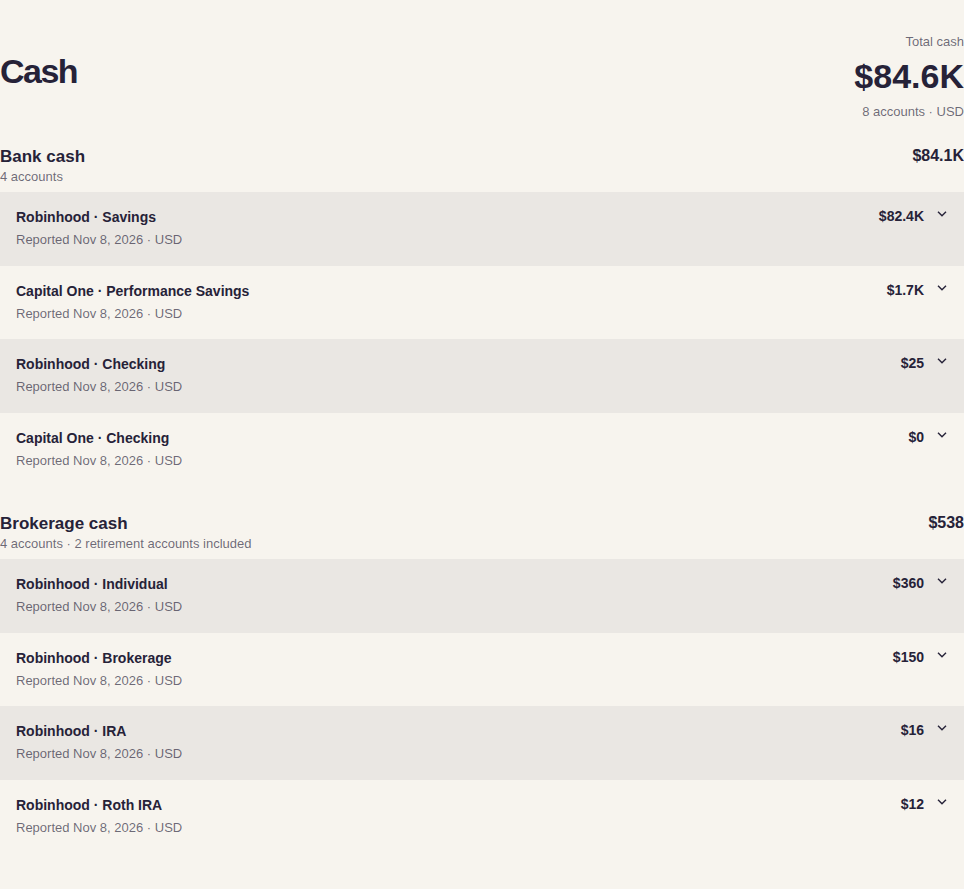 Total cash
Cash
$84.6K
8 accounts · USD
Bank cash
$84.1K
4 accounts
Robinhood · Savings
$82.4K
Reported Nov 8, 2026 · USD
Capital One · Performance Savings
$1.7K
Reported Nov 8, 2026 · USD
Robinhood · Checking
$25
Reported Nov 8, 2026 · USD
Capital One · Checking
$0
Reported Nov 8, 2026 · USD
Brokerage cash
$538
4 accounts · 2 retirement accounts included
Robinhood · Individual
$360
Reported Nov 8, 2026 · USD
Robinhood · Brokerage
$150
Reported Nov 8, 2026 · USD
Robinhood · IRA
$16
Reported Nov 8, 2026 · USD
Robinhood · Roth IRA
$12
Reported Nov 8, 2026 · USD